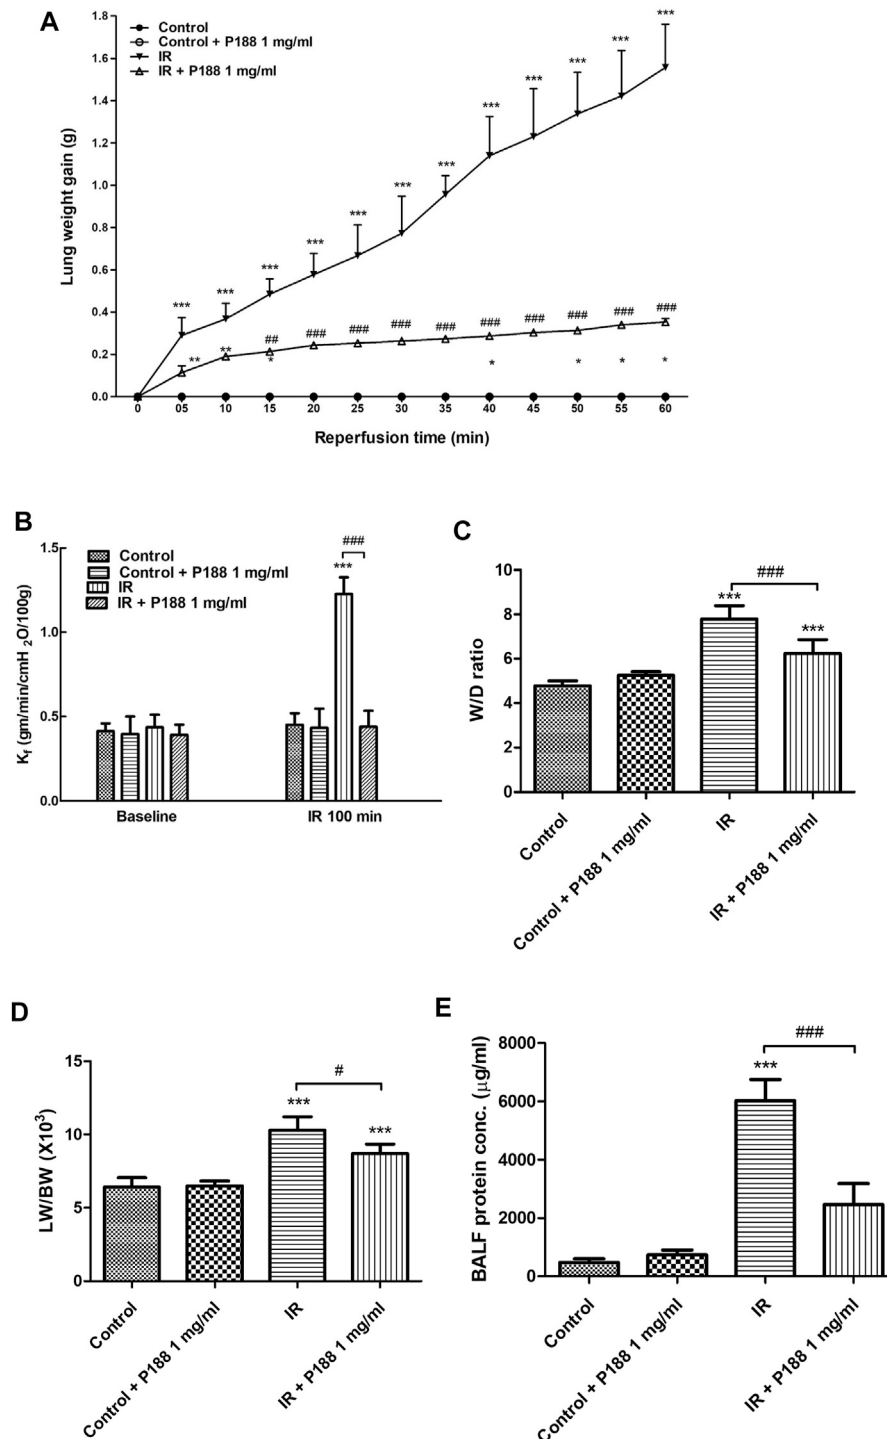 A
Control
Control + P188 1 mg/ml
IR
IR + P188 1 mg/ml
Lung weight gain (g)
1.8
1.6
1.4
1.2
1.0
0.8
0.6
0.4
0.2
0.0
*** *** *** *** *** *** *** *** *** *** *** ***
** ** ## ### ### ### ### ### ### ### ### ###
* * * * *
0 05 10 15 20 25 30 35 40 45 50 55 60
Reperfusion time (min)
B
Control
Control + P188 1 mg/ml
IR
IR + P188 1 mg/ml
Kf (gm/min/cmH2O/100g)
1.5
1.0
0.5
0.0
###
***
Baseline IR 100 min
C
W/D ratio
10
8
6
4
2
0
###
*** ***
Control
Control + P188 1 mg/ml
IR
IR + P188 1 mg/ml
D
LW/BW (X10³)
15
10
5
0
#
*** ***
Control
Control + P188 1 mg/ml
IR
IR + P188 1 mg/ml
E
BALF protein conc. (μg/ml)
8000
6000
4000
2000
0
###
***
Control
Control + P188 1 mg/ml
IR
IR + P188 1 mg/ml